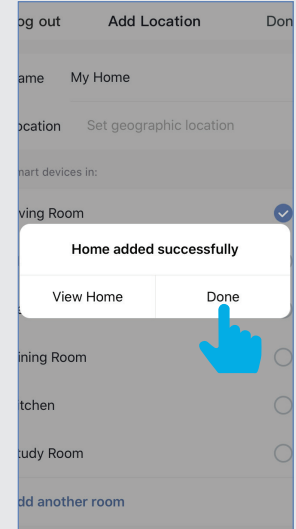 og out Add Location Don
ame My Home
ocation Set geographic location
mart devices in:
ving Room
Home added successfully
View Home Done
ining Room
itchen
tudy Room
dd another room